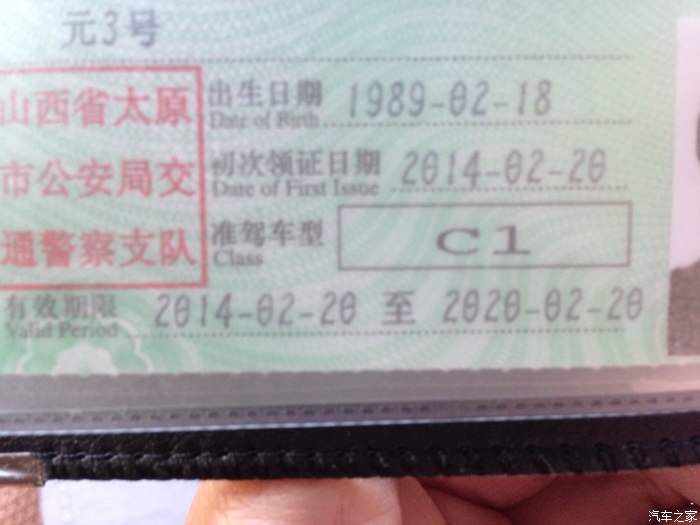 元3号
山西省太原
市公安局交
通警察支队
出生日期 1989-02-18
Date of Birth
初次领证日期 2014-02-20
Date of First Issue
准驾车型 C1
Class
有效期限 2014-02-20 至 2020-02-20
Valid Period
汽车之家